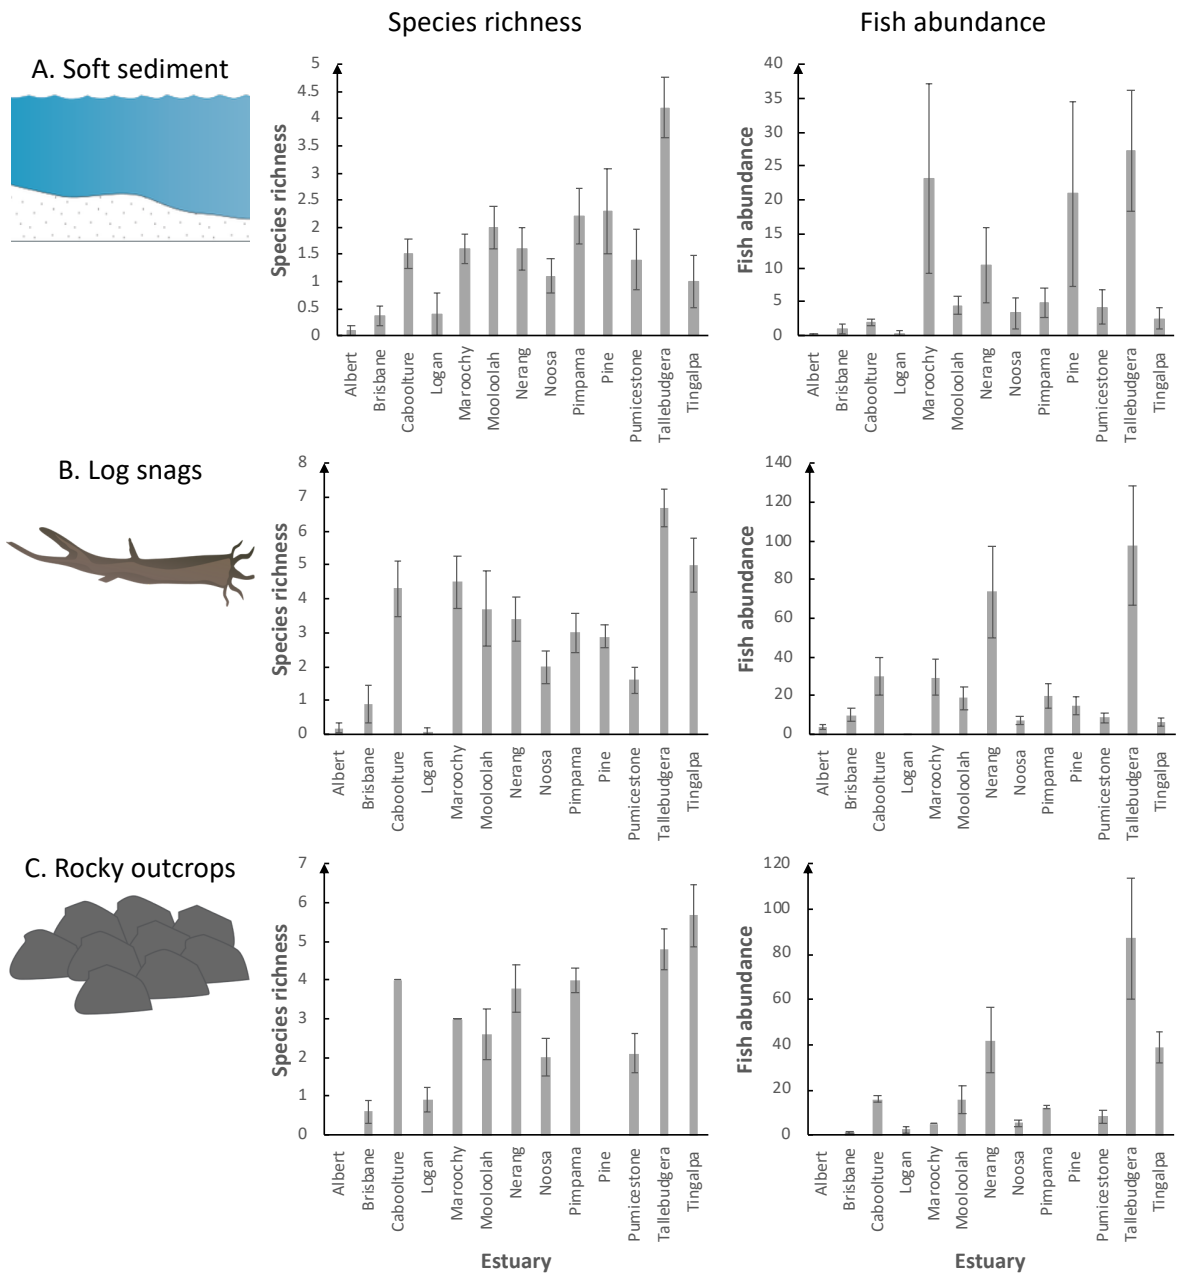 Species richness
Fish abundance
A. Soft sediment
Species richness
5
4.5
4
3.5
3
2.5
2
1.5
1
0.5
0
Albert
Brisbane
Caboolture
Logan
Maroochy
Mooloolah
Nerang
Noosa
Pimpama
Pine
Pumicestone
Tallebudgera
Tingalpa
Fish abundance
40
35
30
25
20
15
10
5
0
Albert
Brisbane
Caboolture
Logan
Maroochy
Mooloolah
Nerang
Noosa
Pimpama
Pine
Pumicestone
Tallebudgera
Tingalpa
B. Log snags
Species richness
8
7
6
5
4
3
2
1
0
Albert
Brisbane
Caboolture
Logan
Maroochy
Mooloolah
Nerang
Noosa
Pimpama
Pine
Pumicestone
Tallebudgera
Tingalpa
Fish abundance
140
120
100
80
60
40
20
0
Albert
Brisbane
Caboolture
Logan
Maroochy
Mooloolah
Nerang
Noosa
Pimpama
Pine
Pumicestone
Tallebudgera
Tingalpa
C. Rocky outcrops
Species richness
7
6
5
4
3
2
1
0
Albert
Brisbane
Caboolture
Logan
Maroochy
Mooloolah
Nerang
Noosa
Pimpama
Pine
Pumicestone
Tallebudgera
Tingalpa
Estuary
Fish abundance
120
100
80
60
40
20
0
Albert
Brisbane
Caboolture
Logan
Maroochy
Mooloolah
Nerang
Noosa
Pimpama
Pine
Pumicestone
Tallebudgera
Tingalpa
Estuary